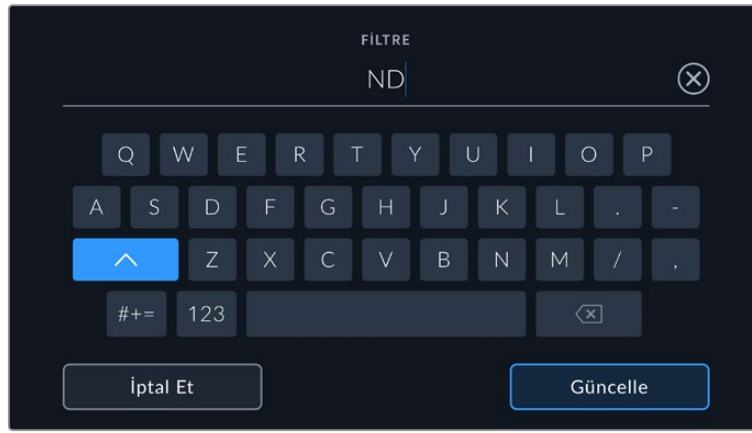 FİLTRE
ND
Q W E R T Y U I O P
A S D F G H J K L . -
Z X C V B N M / ,
#+= 123
İptal Et Güncelle